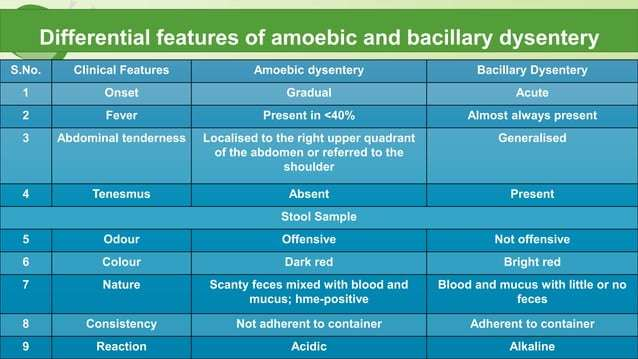 Differential features of amoebic and bacillary dysentery
S.No. Clinical Features Amoebic dysentery Bacillary Dysentery
1 Onset Gradual Acute
2 Fever Present in <40% Almost always present
3 Abdominal tenderness Localised to the right upper quadrant Generalised
of the abdomen or referred to the
shoulder
4 Tenesmus Absent Present
Stool Sample
5 Odour Offensive Not offensive
6 Colour Dark red Bright red
7 Nature Scanty feces mixed with blood and Blood and mucus with little or no
mucus; hme-positive feces
8 Consistency Not adherent to container Adherent to container
9 Reaction Acidic Alkaline